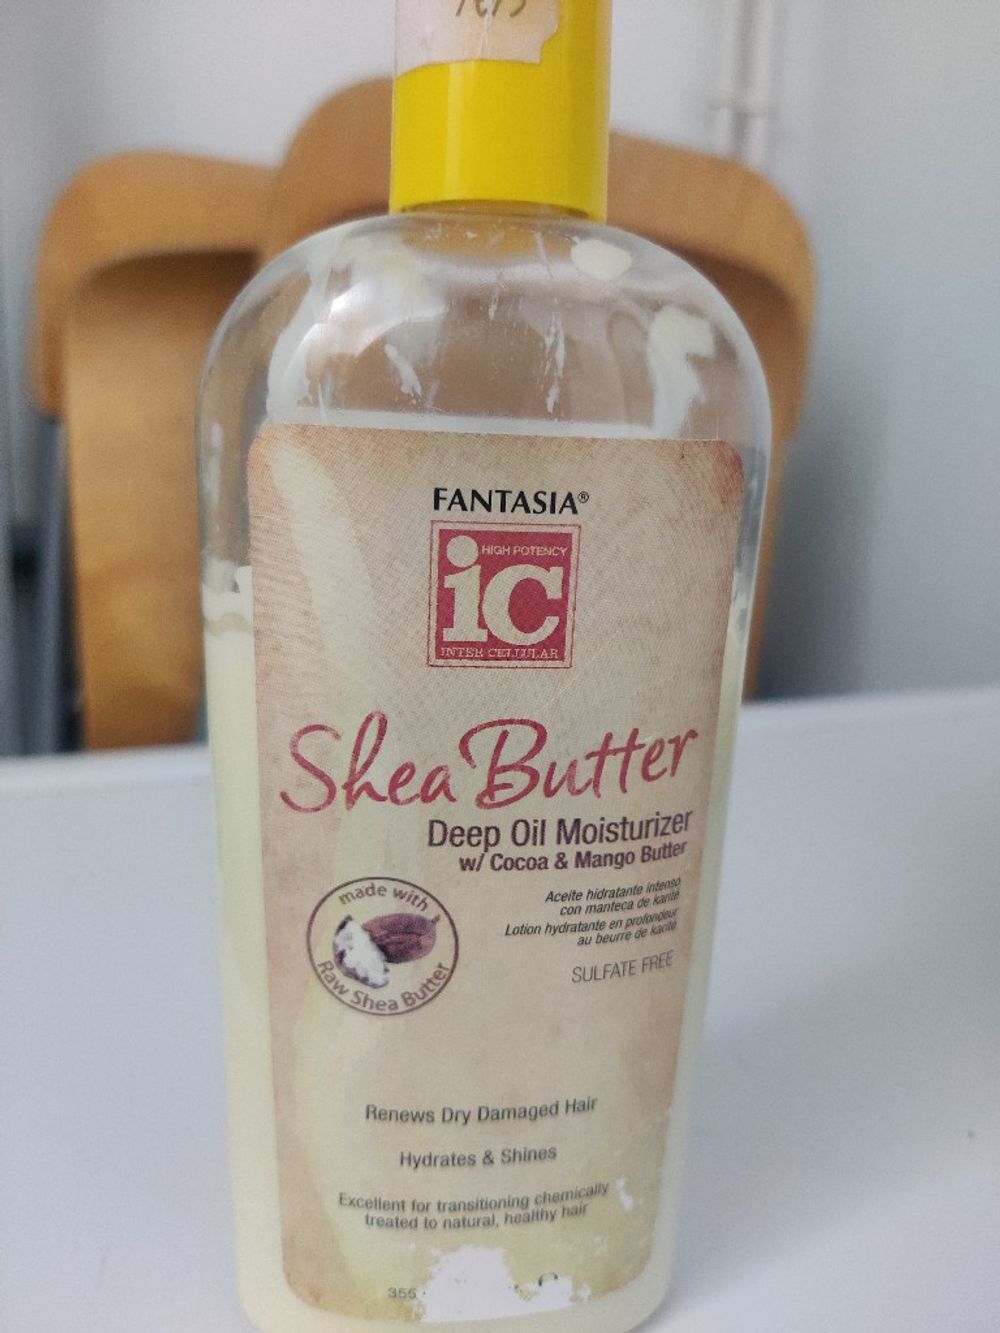 FANTASIA®
HIGH POTENCY
iC
INTER CELLULAR
Shea Butter
Deep Oil Moisturizer
w/ Cocoa & Mango Butter
made with
Raw Shea Butter
Aceite hidratante intenso
con manteca de karité
Lotion hydratante en profondeur
au beurre de karité
SULFATE FREE
Renews Dry Damaged Hair
Hydrates & Shines
Excellent for transitioning chemically
treated to natural, healthy hair
355